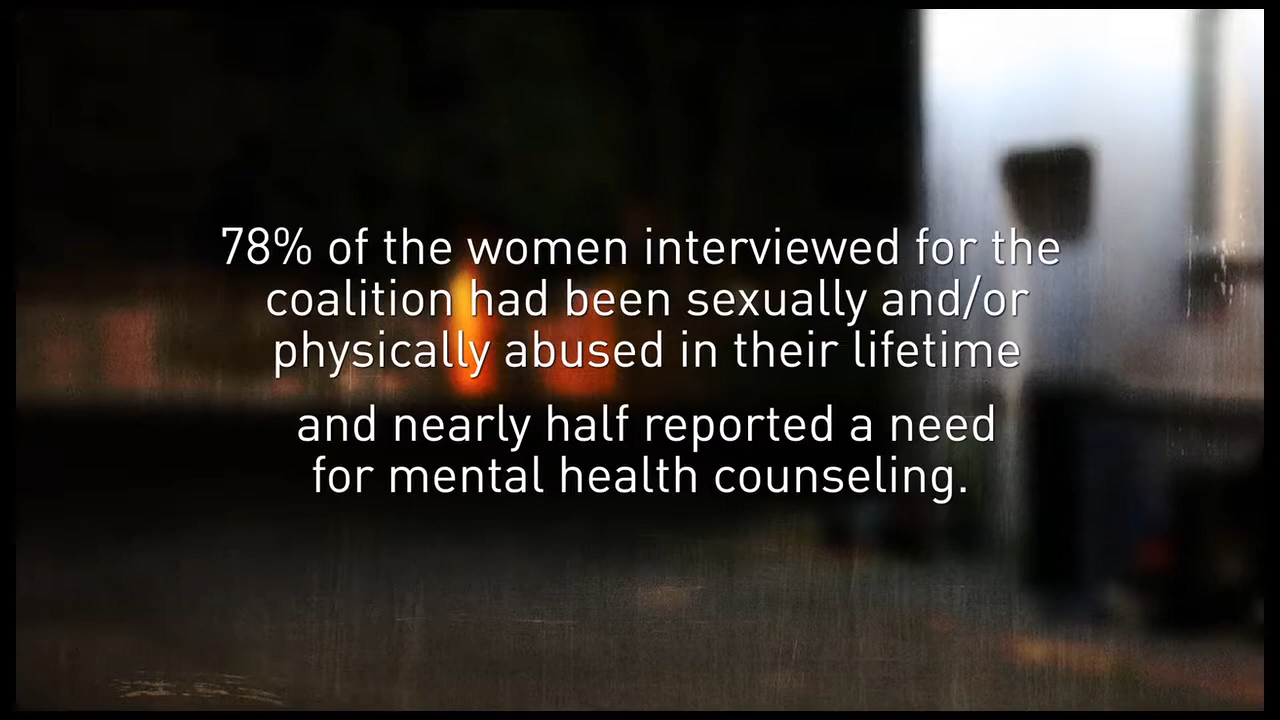 78% of the women interviewed for the
coalition had been sexually and/or
physically abused in their lifetime
and nearly half reported a need
for mental health counseling.